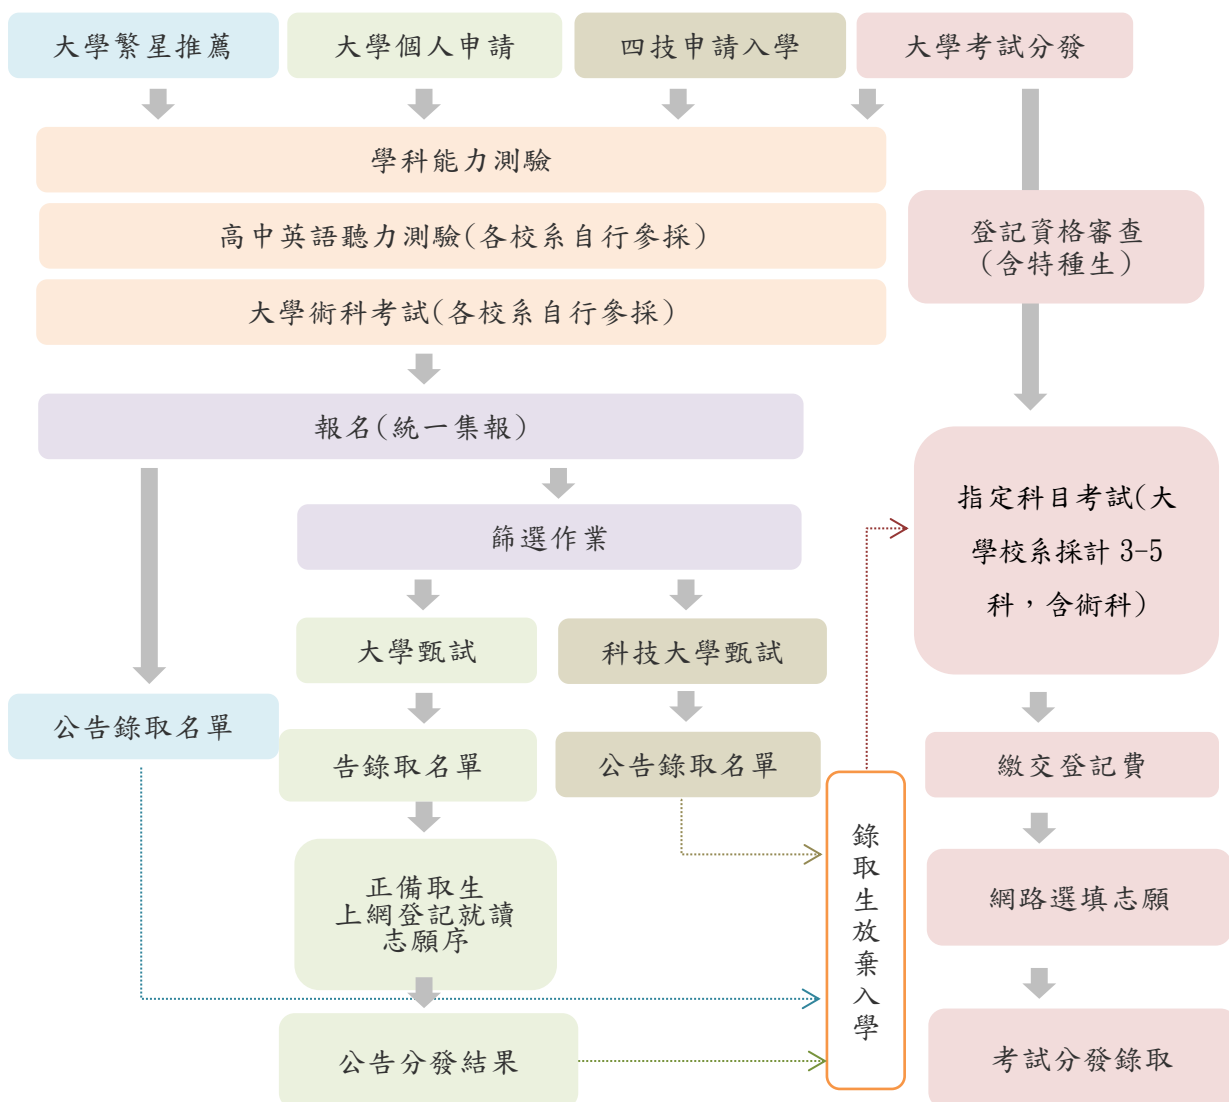 大學繁星推薦
大學個人申請
四技申請入學
大學考試分發
學科能力測驗
高中英語聽力測驗(各校系自行參採)
登記資格審查
(含特種生)
大學術科考試(各校系自行參採)
報名(統一集報)
指定科目考試(大
學校系採計 3-5
科，含術科)
篩選作業
大學甄試
科技大學甄試
公告錄取名單
告錄取名單
公告錄取名單
繳交登記費
錄取生放棄入學
正備取生
上網登記就讀
志願序
網路選填志願
公告分發結果
考試分發錄取